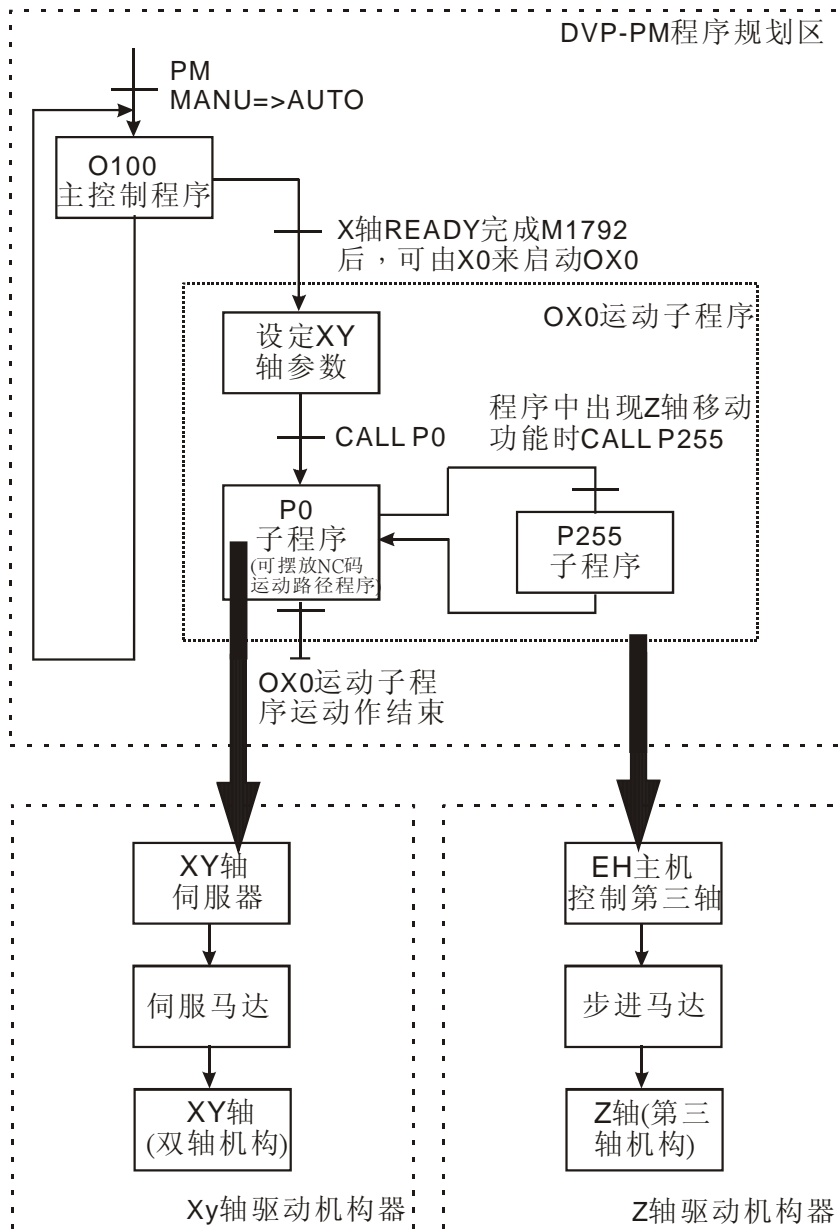 DVP-PM程序规划区
PM
MANU=>AUTO
O100
主控制程序
X轴READY完成M1792
后，可由X0来启动OX0
OX0运动子程序
设定XY
轴参数
程序中出现Z轴移动
功能时CALL P255
CALL P0
P0
子程序
(可摆放NC码
运动路径程序)
P255
子程序
OX0运动子程
序运动作结束
XY轴
伺服器
伺服马达
XY轴
(双轴机构)
Xy轴驱动机构器
EH主机
控制第三轴
步进马达
Z轴(第三
轴机构)
Z轴驱动机构器